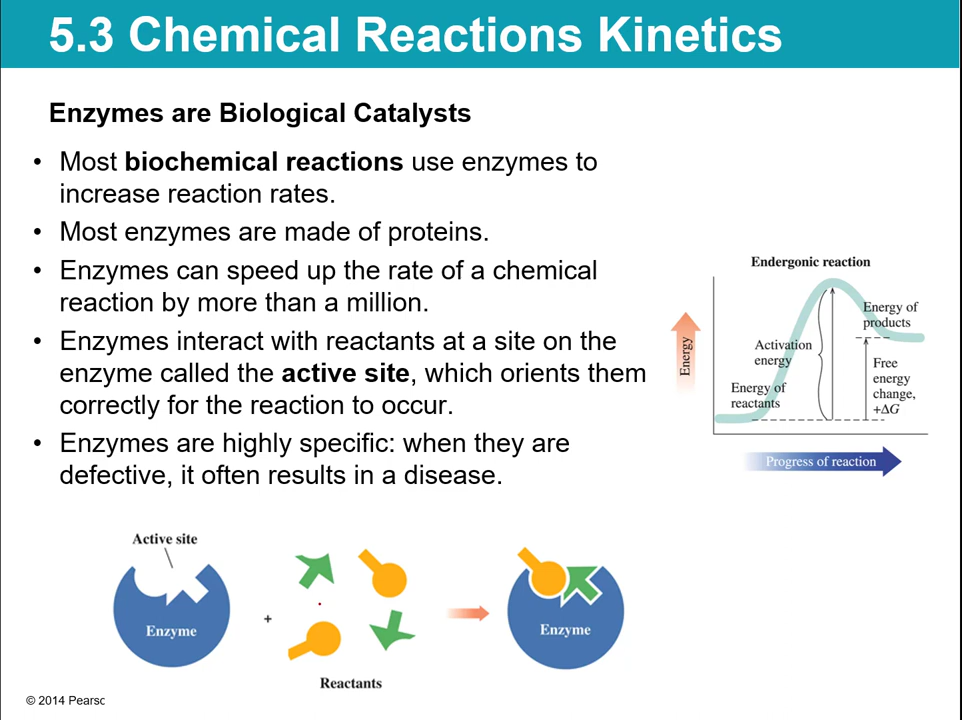 5.3 Chemical Reactions Kinetics
Enzymes are Biological Catalysts
• Most biochemical reactions use enzymes to
increase reaction rates.
• Most enzymes are made of proteins.
• Enzymes can speed up the rate of a chemical
reaction by more than a million.
• Enzymes interact with reactants at a site on the
enzyme called the active site, which orients them
correctly for the reaction to occur.
• Enzymes are highly specific: when they are
defective, it often results in a disease.
Endergonic reaction
Energy
Energy of
products
Activation
energy
Energy of
reactants
Free
energy
change,
+ΔG
Progress of reaction
Active site
Enzyme
+
Reactants
Enzyme
© 2014 Pearsc